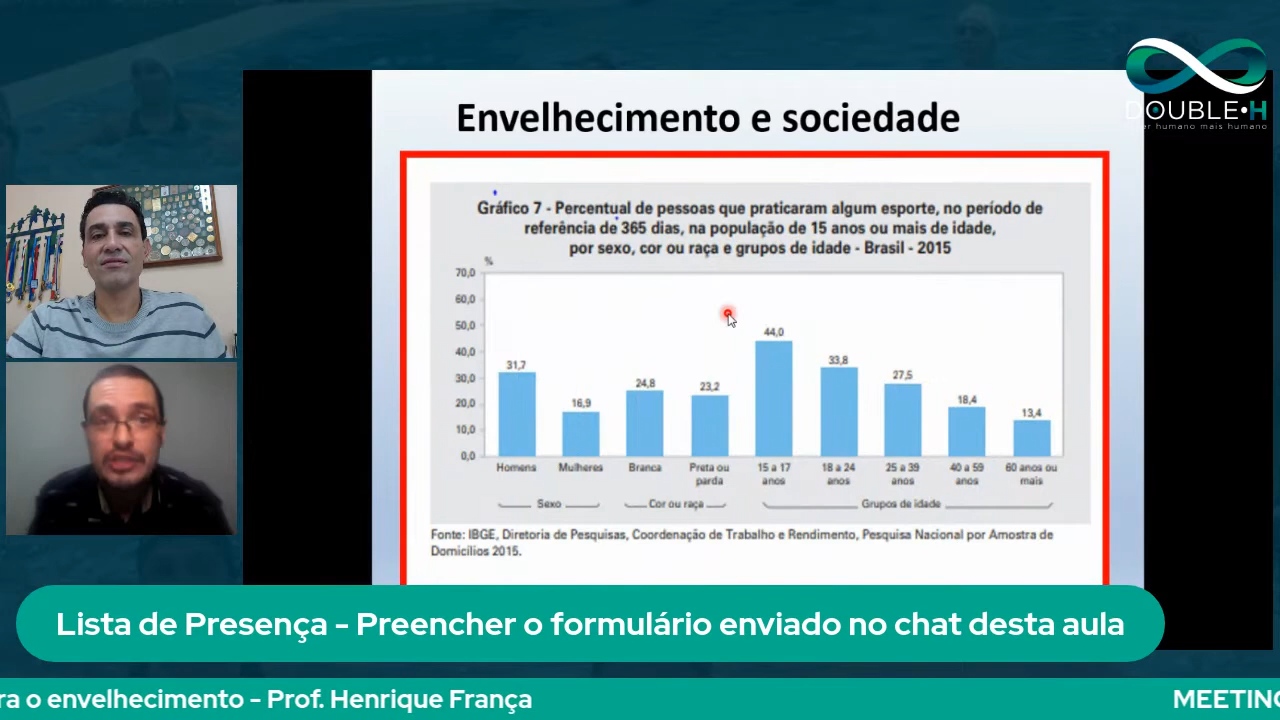 DOUBLE•H
er humano mais humano
Envelhecimento e sociedade
Gráfico 7 - Percentual de pessoas que praticaram algum esporte, no período de
referência de 365 dias, na população de 15 anos ou mais de idade,
por sexo, cor ou raça e grupos de idade - Brasil - 2015
%
70,0
60,0
50,0
40,0
30,0
20,0
10,0
0,0
31,7
16,9
24,8
23,2
44,0
33,8
27,5
18,4
13,4
Homens
Mulheres
Branca
Preta ou
parda
15 a 17
anos
18 a 24
anos
25 a 39
anos
40 a 59
anos
60 anos ou
mais
Sexo
Cor ou raça
Grupos de idade
Fonte: IBGE, Diretoria de Pesquisas, Coordenação de Trabalho e Rendimento, Pesquisa Nacional por Amostra de
Domicílios 2015.
Lista de Presença - Preencher o formulário enviado no chat desta aula
ra o envelhecimento - Prof. Henrique França
MEETING